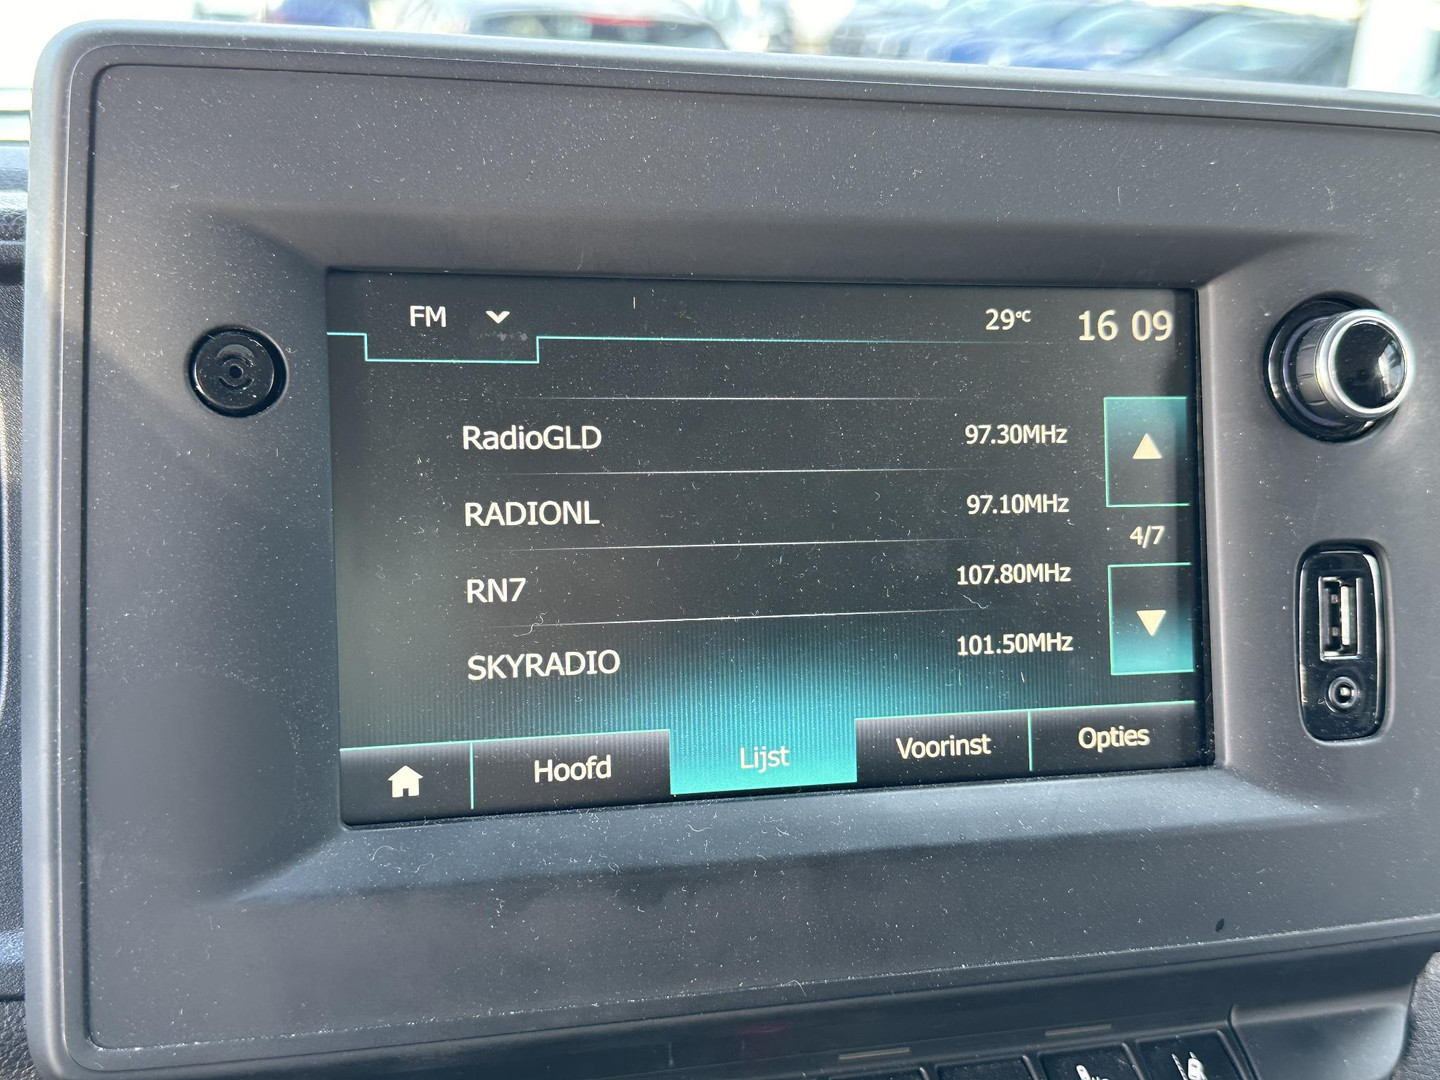 FM 29°C 16 09
RadioGLD 97.30MHz
RADIONL 97.10MHz
4/7
RN7 107.80MHz
SKYRADIO 101.50MHz
Hoofd Lijst Voorinst Opties